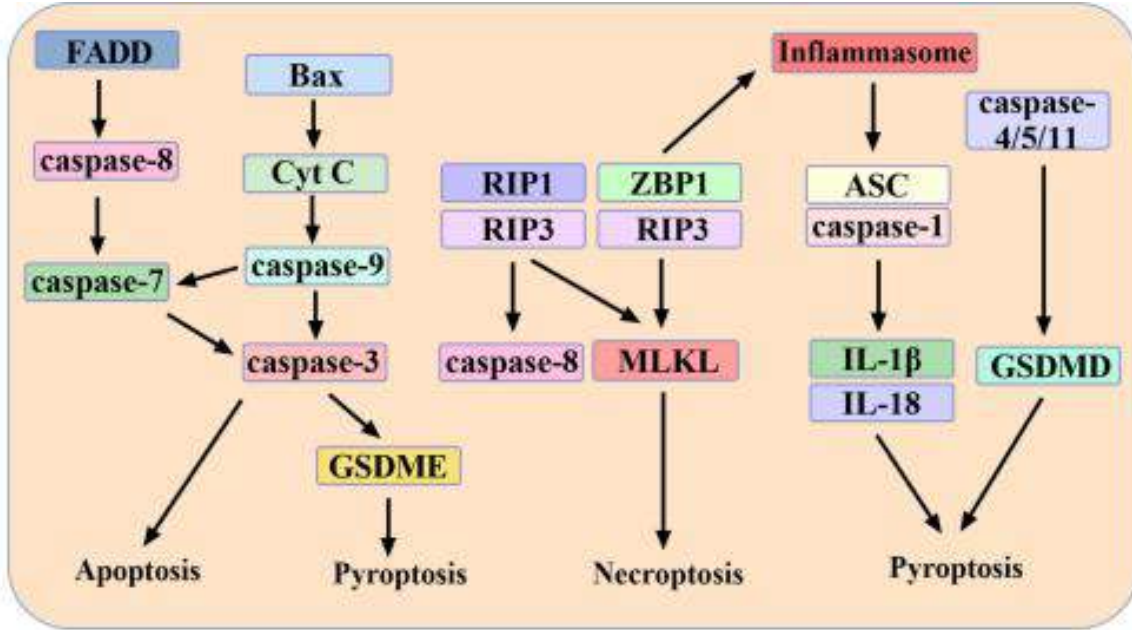 FADD
caspase-8
caspase-7
Bax
Cyt C
caspase-9
caspase-3
GSDME
Apoptosis
Pyroptosis
RIP1
RIP3
caspase-8
ZBP1
RIP3
MLKL
Necroptosis
Inflammasome
ASC
caspase-1
IL-1β
IL-18
caspase-
4/5/11
GSDMD
Pyroptosis